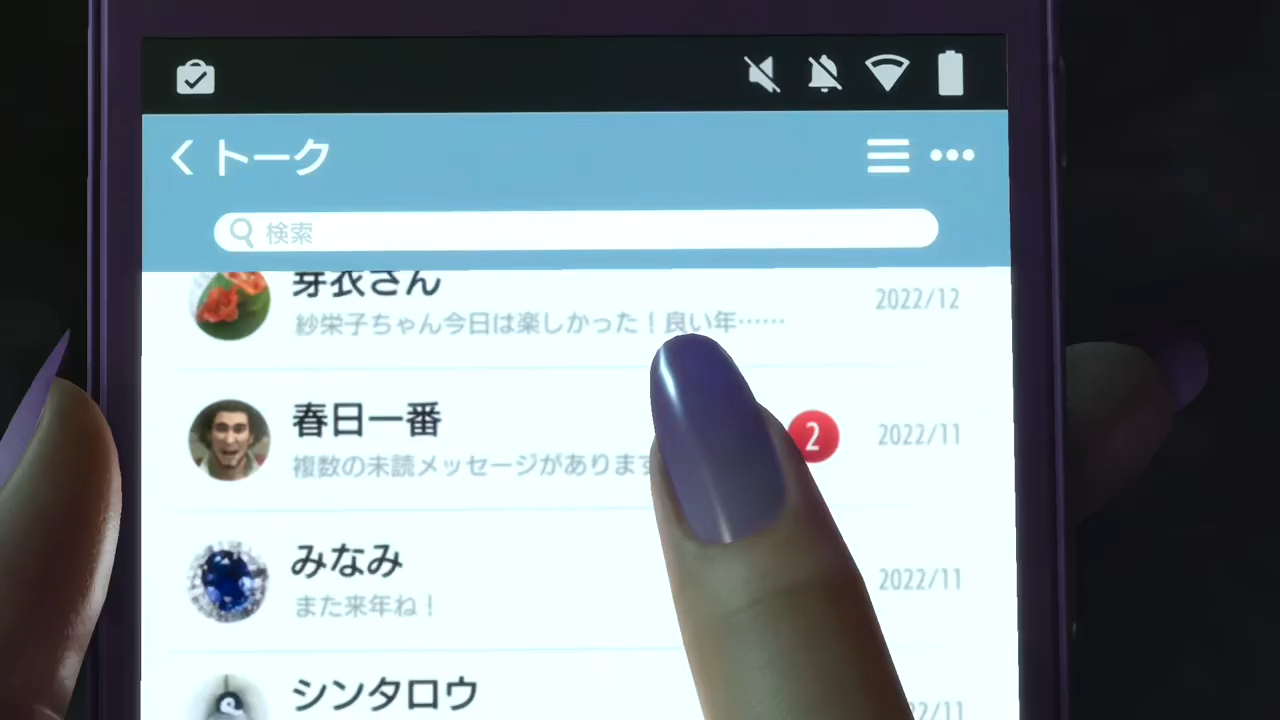 トーク
検索
芽衣さん
2022/12
紗栄子ちゃん今日は楽しかった！良い年……
春日一番
2
2022/11
複数の未読メッセージがあります
みなみ
2022/11
また来年ね！
シンタロウ